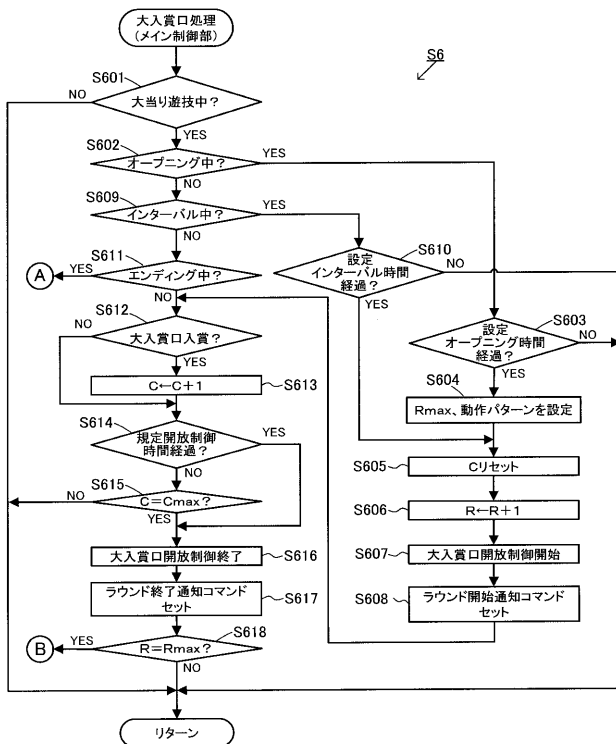 大入賞口処理
(メイン制御部)
S6
S601
NO
大当り遊技中？
YES
S602
オープニング中？
YES
NO
S609
インターバル中？
YES
NO
S610
設定
インターバル時間
経過？
NO
YES
S611
A
YES
エンディング中？
NO
S612
NO
大入賞口入賞？
YES
S603
設定
オープニング時間
経過？
NO
YES
C←C＋1
S613
S604
Rmax、動作パターンを設定
S614
規定開放制御
時間経過？
YES
NO
S605
Cリセット
S615
NO
C＝Cmax？
YES
S606
R←R＋1
大入賞口開放制御終了
S616
S607
大入賞口開放制御開始
ラウンド終了通知コマンド
セット
S617
S608
ラウンド開始通知コマンド
セット
S618
B
YES
R＝Rmax？
NO
リターン